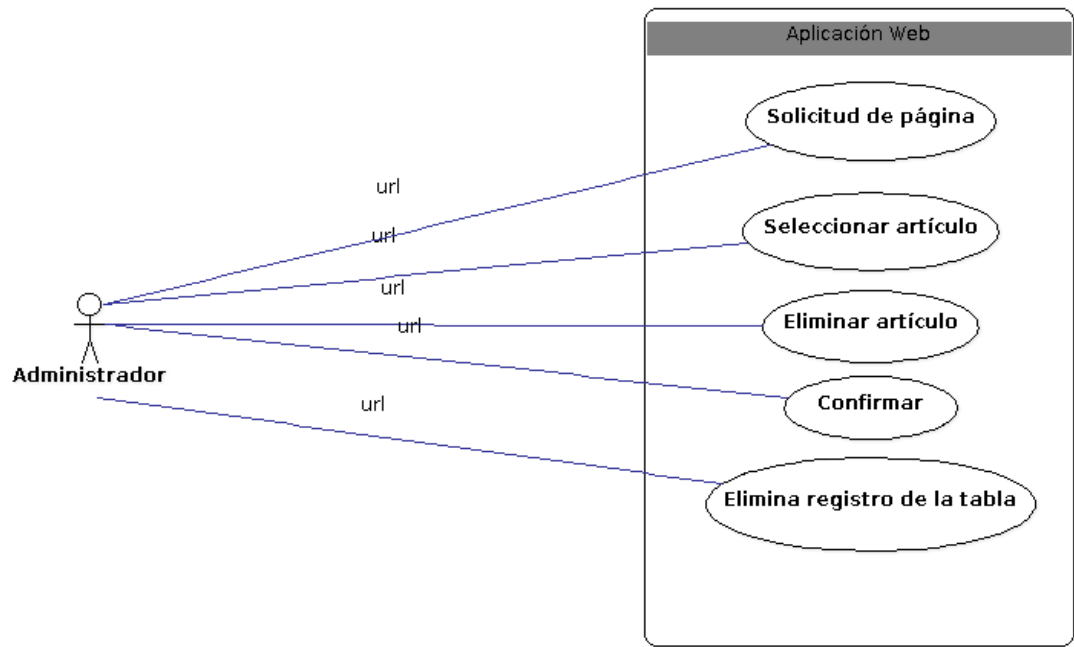 Aplicación Web
Solicitud de página
url
url
Seleccionar artículo
url
url
Eliminar artículo
Administrador
Confirmar
url
Elimina registro de la tabla